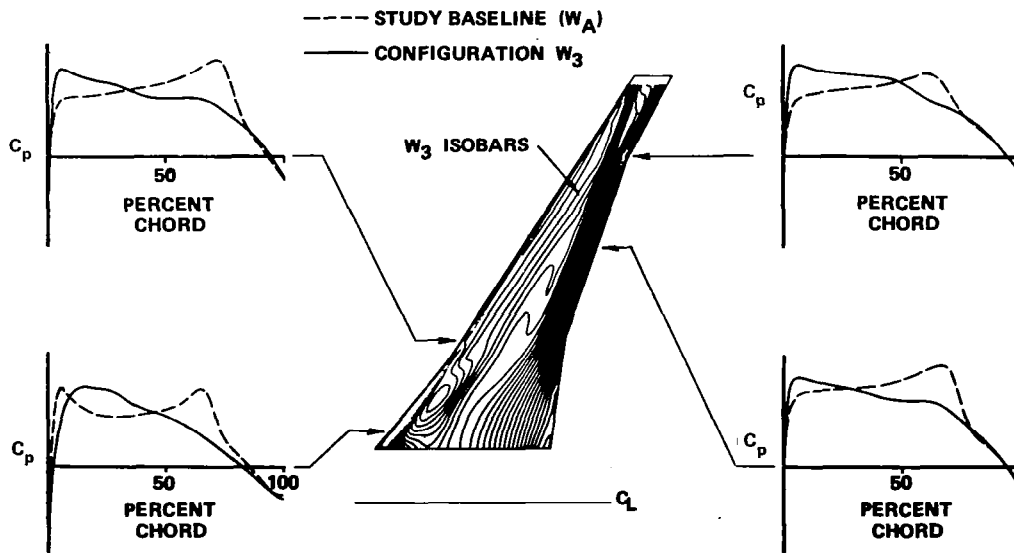 STUDY BASELINE (WA)
CONFIGURATION W3
Cp
50
PERCENT
CHORD
W3 ISOBARS
Cp
50
PERCENT
CHORD
Cp
50
100
PERCENT
CHORD
CL
Cp
50
PERCENT
CHORD